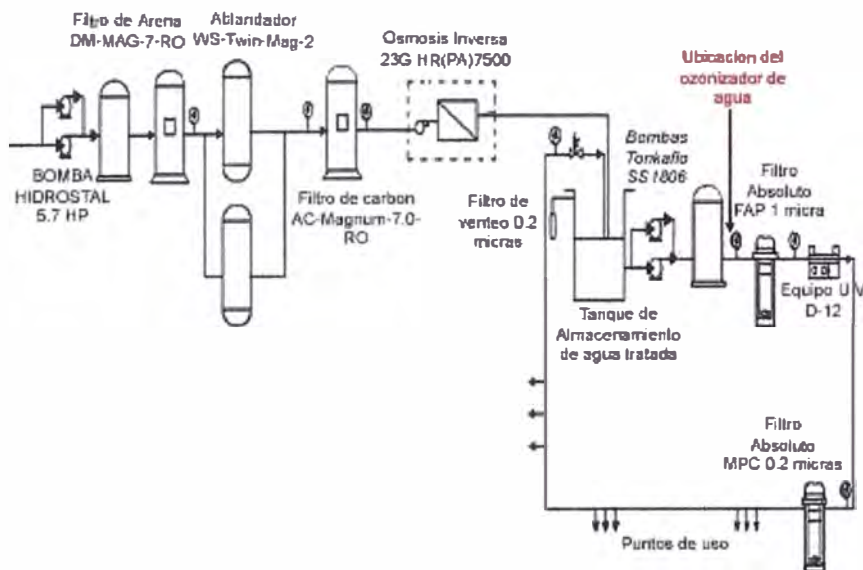 Filtro de Arena
DM-MAG-7-RO
Ablandador
WS-Twin-Mag-2
Osmosis Inversa
23G HR(PA)7500
Ubicacion del
ozonizador de
agua
BOMBA
HIDROSTAL
5.7 HP
Filtro de carbon
AC-Magnum-7.0-
RO
Filtro de
venteo 0.2
micras
Bombas
Tonkaflo
SS1806
Filtro
Absoluto
FAP 1 micra
Equipo UV
D-12
Tanque de
Almacenamiento
de agua tratada
Filtro
Absoluto
MPC 0.2 micras
Puntos de uso